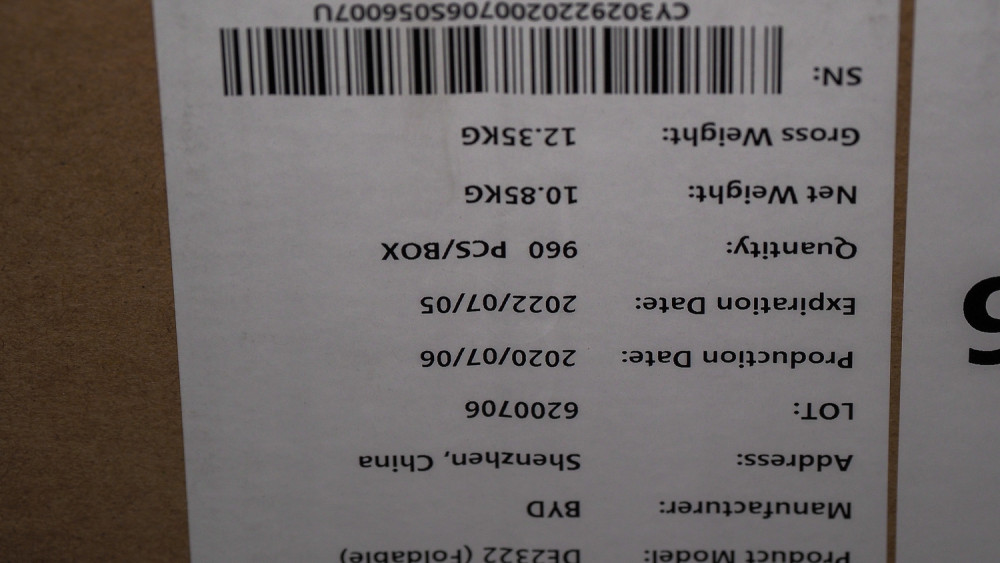 Product Model: DE2322 (Foldable)
Manufacturer: BYD
Address: Shenzhen, China
LOT: 6200706
Production Date: 2020/07/06
Expiration Date: 2022/07/05
Quantity: 960 PCS/BOX
Net Weight: 10.85KG
Gross Weight: 12.35KG
SN:
CY3029220200706S056007U